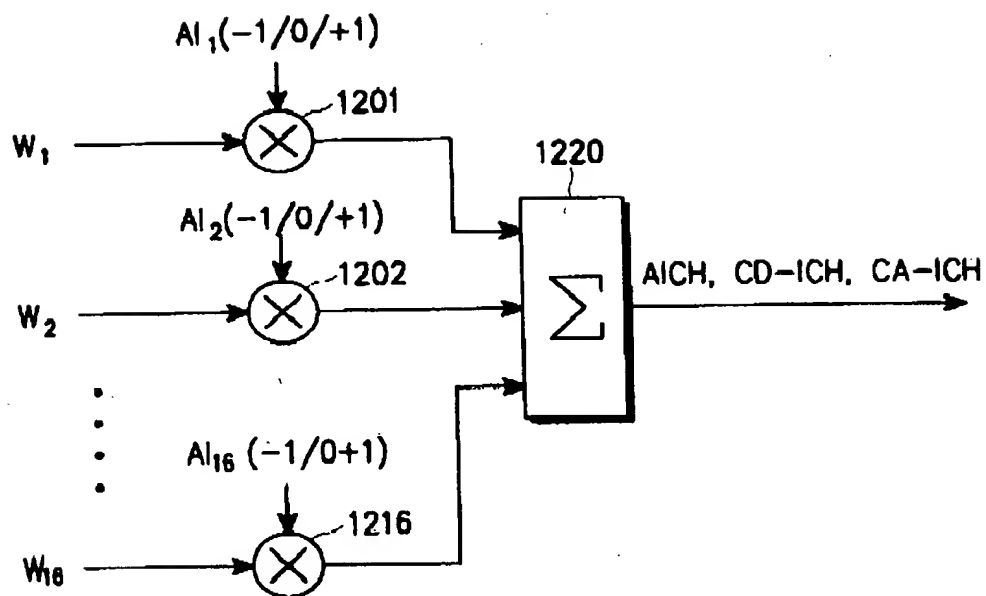 AI₁(-1/0/+1)
1201
W₁
1220
AI₂(-1/0/+1)
1202
AICH, CD-ICH, CA-ICH
Σ
W₂
AI₁₆ (-1/0+1)
1216
W₁₆